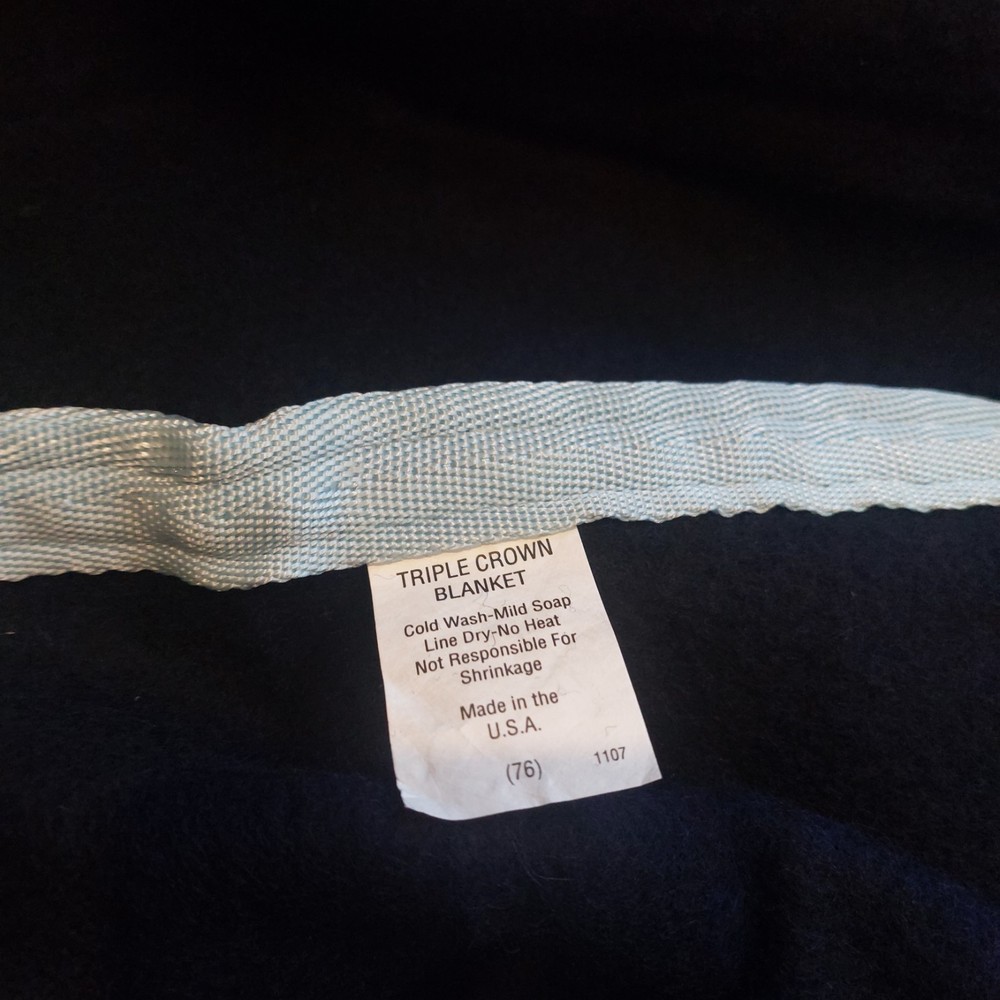 TRIPLE CROWN
BLANKET
Cold Wash-Mild Soap
Line Dry-No Heat
Not Responsible For
Shrinkage
Made in the
U.S.A.
(76) 1107